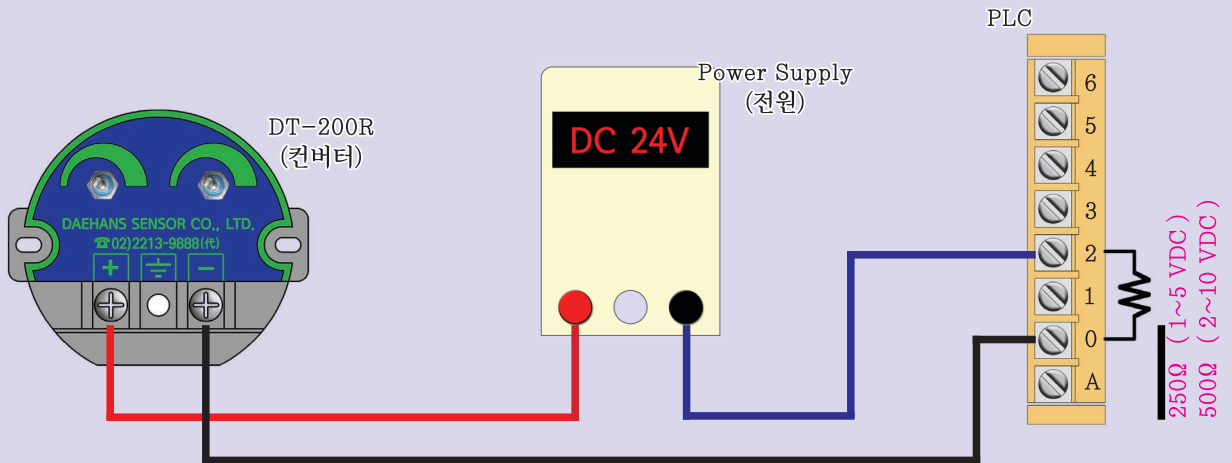 PLC
Power Supply
(전원)
DC 24V
DT-200R
(컨버터)
DAEHANS SENSOR CO., LTD.
☎02)2213-9888(代)
+ −
6
5
4
3
2
1
0
A
250Ω ( 1~5 VDC )
500Ω ( 2~10 VDC )